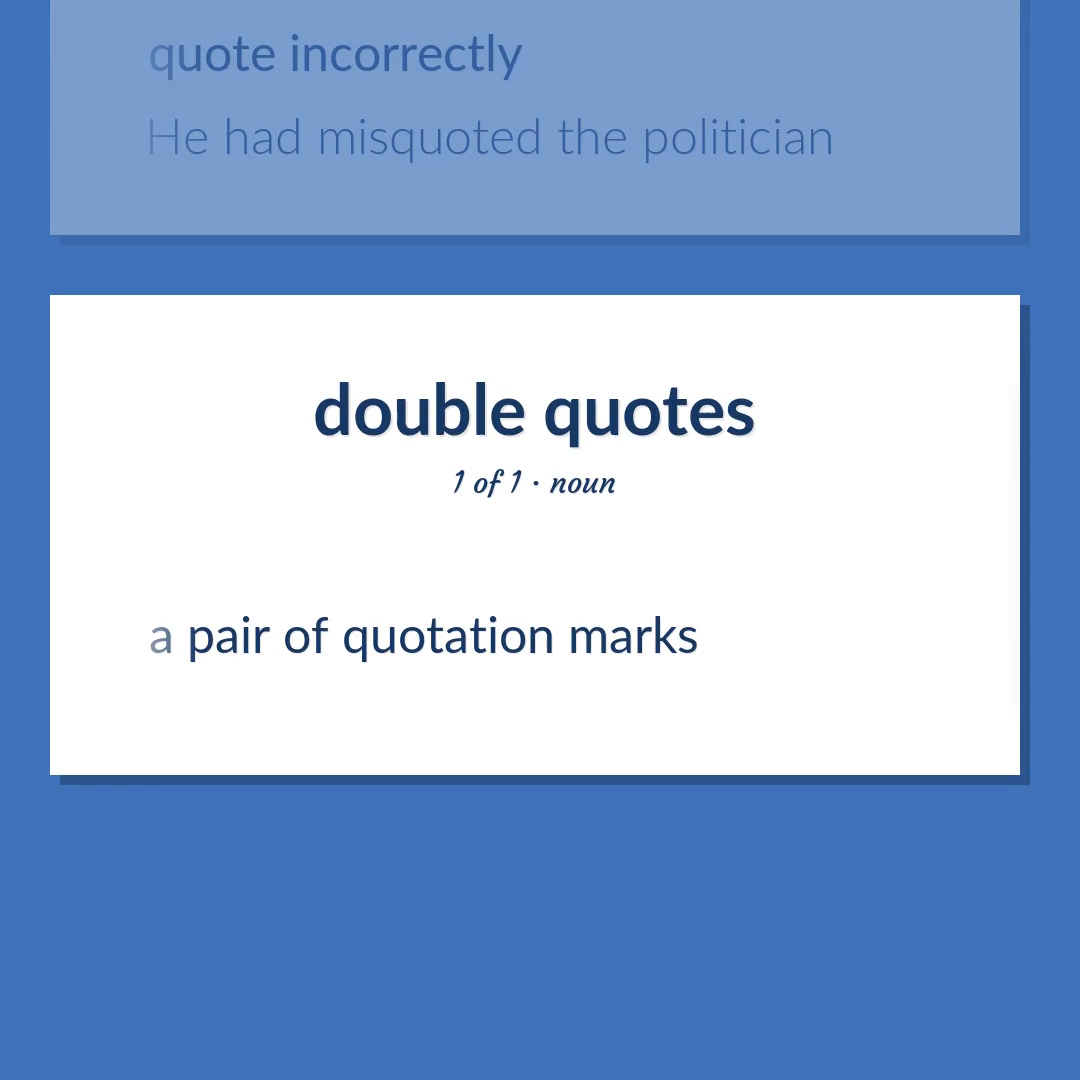 quote incorrectly
He had misquoted the politician
double quotes
1 of 1 · noun
a pair of quotation marks